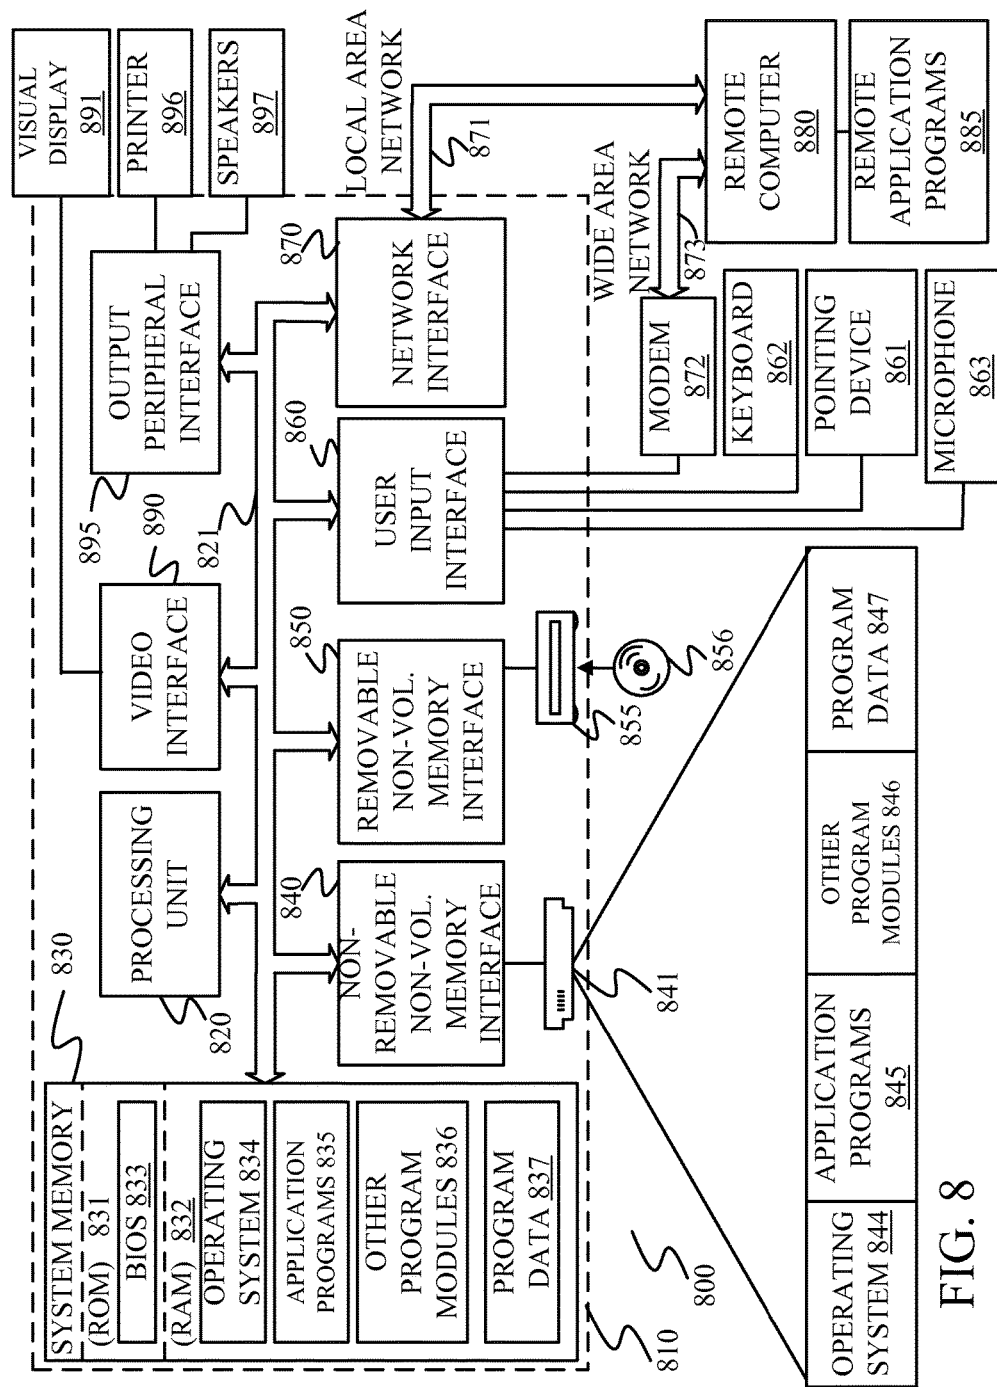 SYSTEM MEMORY
(ROM) 831
BIOS 833
(RAM) 832
OPERATING
SYSTEM 834
APPLICATION
PROGRAMS 835
OTHER
PROGRAM
MODULES 836
PROGRAM
DATA 837
830
PROCESSING
UNIT
820
VIDEO
INTERFACE
890
OUTPUT
PERIPHERAL
INTERFACE
895
821
VISUAL
DISPLAY
891
PRINTER
896
SPEAKERS
897
NON-
REMOVABLE
NON-VOL.
MEMORY
INTERFACE
840
REMOVABLE
NON-VOL.
MEMORY
INTERFACE
850
USER
INPUT
INTERFACE
860
NETWORK
INTERFACE
870
LOCAL AREA
NETWORK
871
WIDE AREA
NETWORK
873
841
855
856
810
800
MODEM
872
KEYBOARD
862
POINTING
DEVICE
861
MICROPHONE
863
REMOTE
COMPUTER
880
REMOTE
APPLICATION
PROGRAMS
885
OPERATING
SYSTEM 844
APPLICATION
PROGRAMS
845
OTHER
PROGRAM
MODULES 846
PROGRAM
DATA 847
FIG. 8